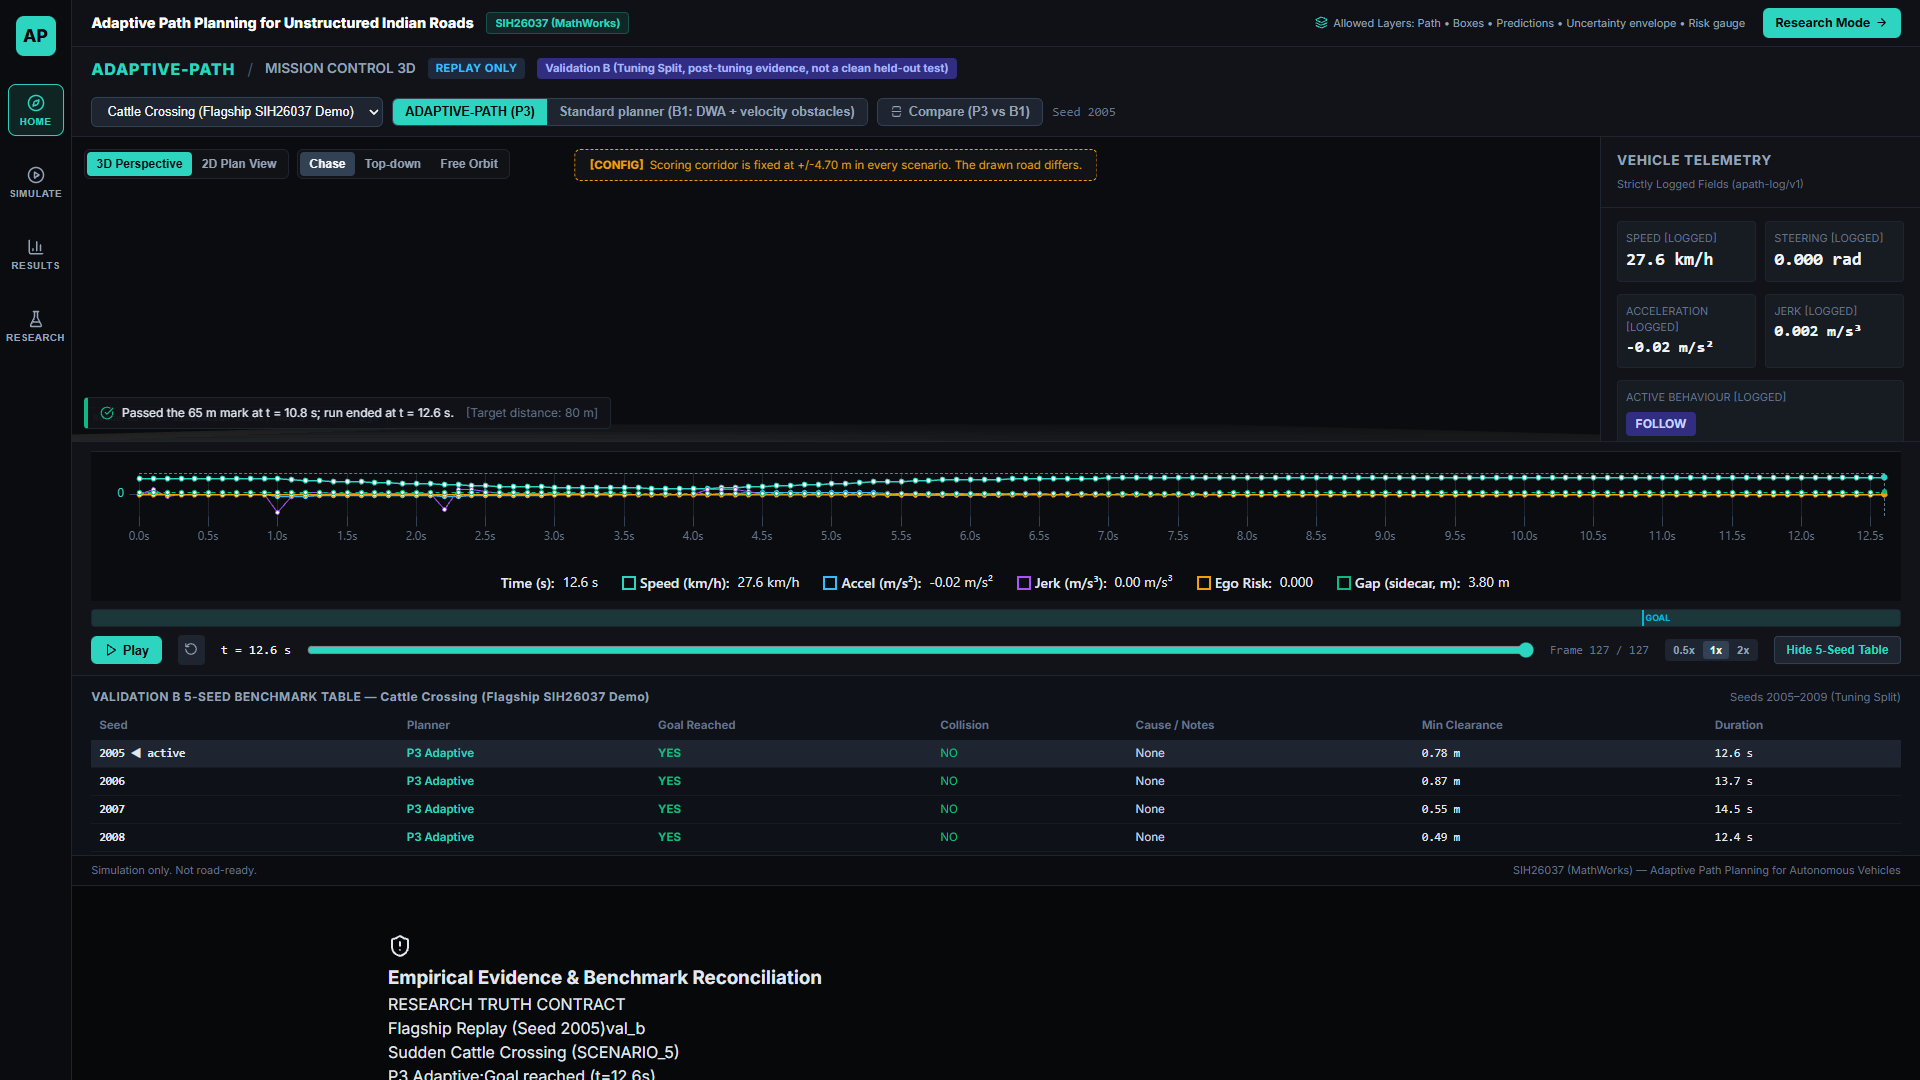 AP
Adaptive Path Planning for Unstructured Indian Roads
SIH26037 (MathWorks)
Allowed Layers: Path • Boxes • Predictions • Uncertainty envelope • Risk gauge
Research Mode →
HOME
SIMULATE
RESULTS
RESEARCH
ADAPTIVE-PATH / MISSION CONTROL 3D
REPLAY ONLY
Validation B (Tuning Split, post-tuning evidence, not a clean held-out test)
Cattle Crossing (Flagship SIH26037 Demo)
ADAPTIVE-PATH (P3)
Standard planner (B1: DWA + velocity obstacles)
Compare (P3 vs B1)
Seed 2005
3D Perspective
2D Plan View
Chase
Top-down
Free Orbit
[CONFIG] Scoring corridor is fixed at +/-4.70 m in every scenario. The drawn road differs.
Passed the 65 m mark at t = 10.8 s; run ended at t = 12.6 s. [Target distance: 80 m]
VEHICLE TELEMETRY
Strictly Logged Fields (apath-log/v1)
SPEED [LOGGED]
27.6 km/h
STEERING [LOGGED]
0.000 rad
ACCELERATION
[LOGGED]
-0.02 m/s²
JERK [LOGGED]
0.002 m/s³
ACTIVE BEHAVIOUR [LOGGED]
FOLLOW
0
0.0s 0.5s 1.0s 1.5s 2.0s 2.5s 3.0s 3.5s 4.0s 4.5s 5.0s 5.5s 6.0s 6.5s 7.0s 7.5s 8.0s 8.5s 9.0s 9.5s 10.0s 10.5s 11.0s 11.5s 12.0s 12.5s
Time (s): 12.6 s Speed (km/h): 27.6 km/h Accel (m/s²): -0.02 m/s² Jerk (m/s³): 0.00 m/s³ Ego Risk: 0.000 Gap (sidecar, m): 3.80 m
GOAL
Play
t = 12.6 s
Frame 127 / 127
0.5x 1x 2x
Hide 5-Seed Table
VALIDATION B 5-SEED BENCHMARK TABLE — Cattle Crossing (Flagship SIH26037 Demo)
Seeds 2005–2009 (Tuning Split)
Seed Planner Goal Reached Collision Cause / Notes Min Clearance Duration
2005 ◀ active P3 Adaptive YES NO None 0.78 m 12.6 s
2006 P3 Adaptive YES NO None 0.87 m 13.7 s
2007 P3 Adaptive YES NO None 0.55 m 14.5 s
2008 P3 Adaptive YES NO None 0.49 m 12.4 s
Simulation only. Not road-ready.
SIH26037 (MathWorks) — Adaptive Path Planning for Autonomous Vehicles
Empirical Evidence & Benchmark Reconciliation
RESEARCH TRUTH CONTRACT
Flagship Replay (Seed 2005)val_b
Sudden Cattle Crossing (SCENARIO_5)
P3 Adaptive:Goal reached (t=12.6s)